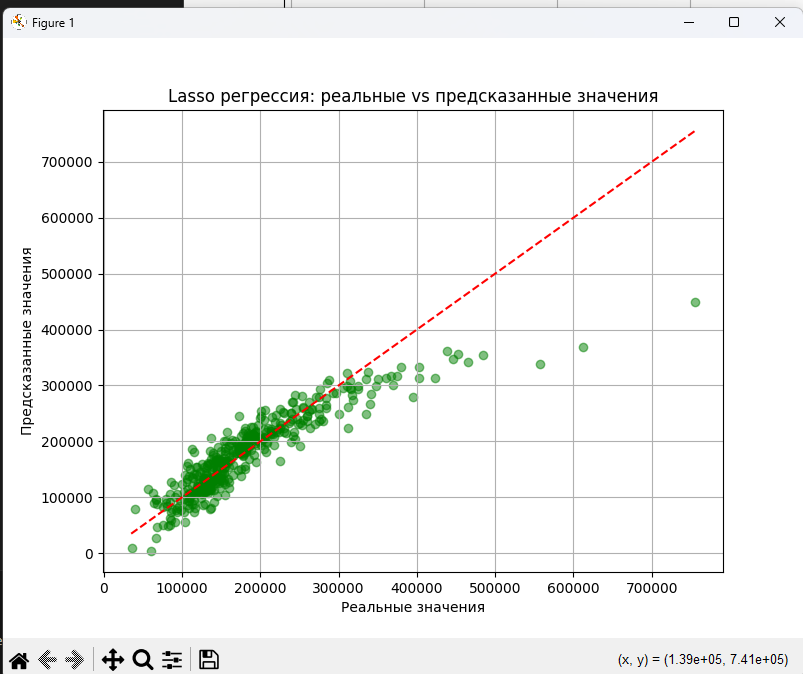 Figure 1
Lasso регрессия: реальные vs предсказанные значения
700000
600000
500000
400000
300000
200000
100000
0
Предсказанные значения
0 100000 200000 300000 400000 500000 600000 700000
Реальные значения
(x, y) = (1.39e+05, 7.41e+05)